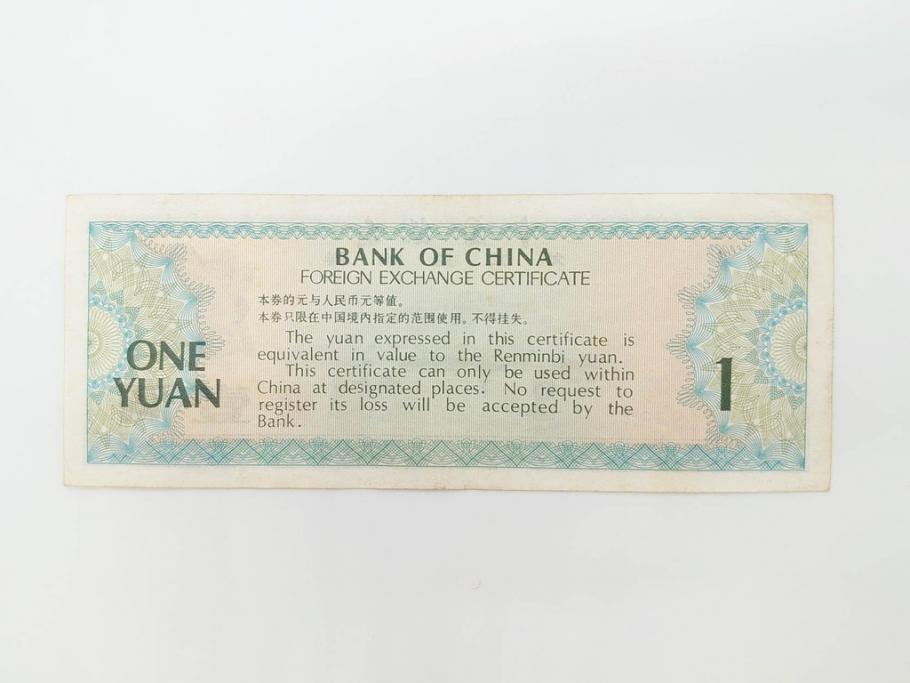 BANK OF CHINA
FOREIGN EXCHANGE CERTIFICATE
本券的元与人民币元等值。
本券只限在中国境内指定的范围使用。不得挂失。
The yuan expressed in this certificate is
equivalent in value to the Renminbi yuan.
This certificate can only be used within
China at designated places. No request to
register its loss will be accepted by the
Bank.
ONE
YUAN
1